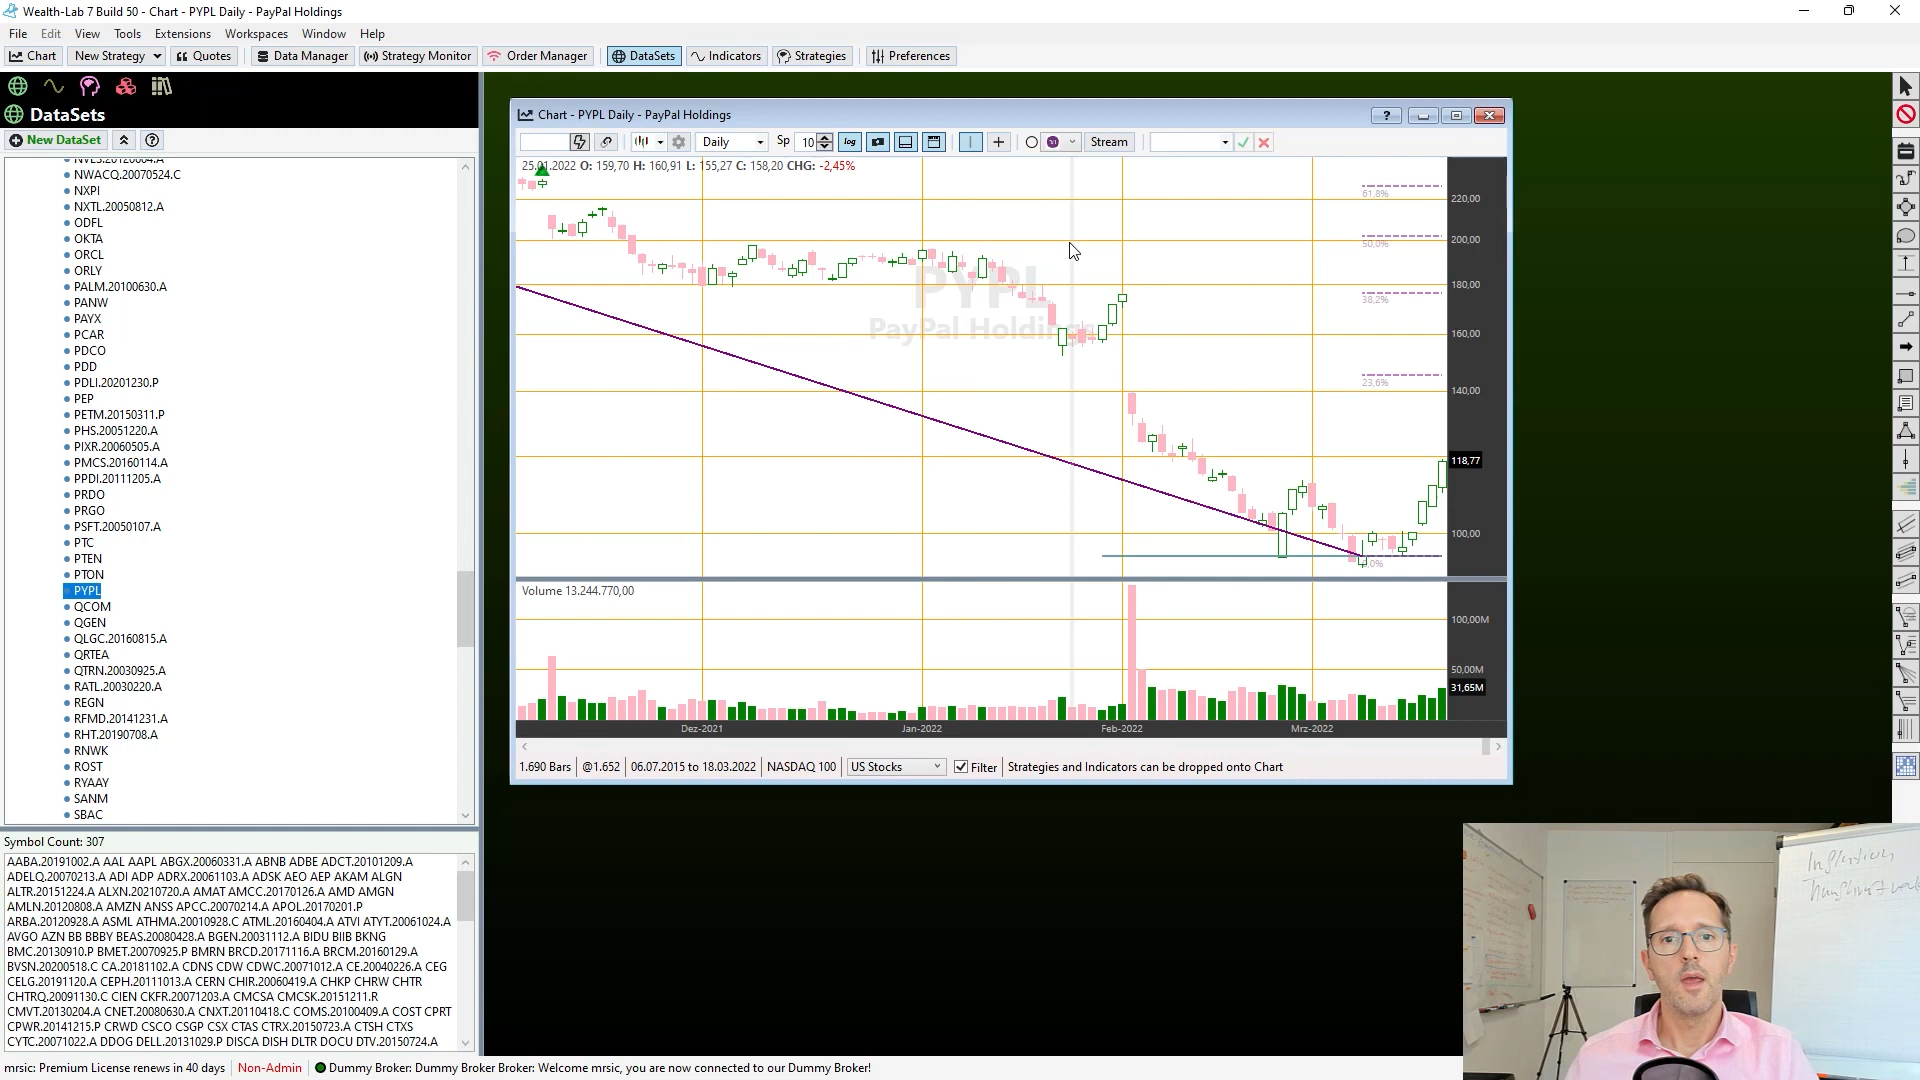 Wealth-Lab 7 Build 50 - Chart - PYPL Daily - PayPal Holdings
File Edit View Tools Extensions Workspaces Window Help
Chart New Strategy Quotes Data Manager Strategy Monitor Order Manager DataSets Indicators Strategies Preferences
DataSets
New DataSet
NVLS.20120604.A
NWACQ.20070524.C
NXPI
NXTL.20050812.A
ODFL
OKTA
ORCL
ORLY
PALM.20100630.A
PANW
PAYX
PCAR
PDCO
PDD
PDLI.20201230.P
PEP
PETM.20150311.P
PHS.20051220.A
PIXR.20060505.A
PMCS.20160114.A
PPDI.20111205.A
PRDO
PRGO
PSFT.20050107.A
PTC
PTEN
PTON
PYPL
QCOM
QGEN
QLGC.20160815.A
QRTEA
QTRN.20030925.A
RATL.20030220.A
REGN
RFMD.20141231.A
RHT.20190708.A
RNWK
ROST
RYAAY
SANM
SBAC
Symbol Count: 307
AABA.20191002.A AAL AAPL ABGX.20060331.A ABNB ADBE ADCT.20101209.A
ADELQ.20070213.A ADI ADP ADRX.20061103.A ADSK AEO AEP AKAM ALGN
ALTR.20151224.A ALXN.20210720.A AMAT AMCC.20170126.A AMD AMGN
AMLN.20120808.A AMZN ANSS APCC.20070214.A APOL.20170201.P
ARBA.20120928.A ASML ATHMA.20010928.C ATML.20160404.A ATVI ATYT.20061024.A
AVGO AZN BB BBBY BEAS.20080428.A BGEN.20031112.A BIDU BIIB BKNG
BMC.20130910.P BMET.20070925.P BMRN BRCD.20171116.A BRCM.20160129.A
BVSN.20200518.C CA.20181102.A CDNS CDW CDWC.20071012.A CE.20040226.A CEG
CELG.20191120.A CEPH.20111013.A CERN CHIR.20060419.A CHKP CHRW CHTR
CHTRQ.20091130.C CIEN CKFR.20071203.A CMCSA CMCSK.20151211.R
CMVT.20130204.A CNET.20080630.A CNXT.20110418.C COMS.20100409.A COST CPRT
CPWR.20141215.P CRWD CSCO CSGP CSX CTAS CTRX.20150723.A CTSH CTXS
CYTC.20071022.A DDOG DELL.20131029.P DISCA DISH DLTR DOCU DTV.20150724.A
mrsic: Premium License renews in 40 days Non-Admin Dummy Broker: Dummy Broker Broker: Welcome mrsic, you are now connected to our Dummy Broker!
Chart - PYPL Daily - PayPal Holdings
Daily Sp 10 log Stream
25.01.2022 O: 159,70 H: 160,91 L: 155,27 C: 158,20 CHG: -2,45%
PYPL
PayPal Holdings
61,8%
50,0%
38,2%
23,6%
0,0%
220,00
200,00
180,00
160,00
140,00
118,77
100,00
Volume 13.244.770,00
100,00M
50,00M
31,65M
Dez-2021 Jan-2022 Feb-2022 Mrz-2022
1.690 Bars @1.652 06.07.2015 to 18.03.2022 NASDAQ 100 US Stocks Filter Strategies and Indicators can be dropped onto Chart